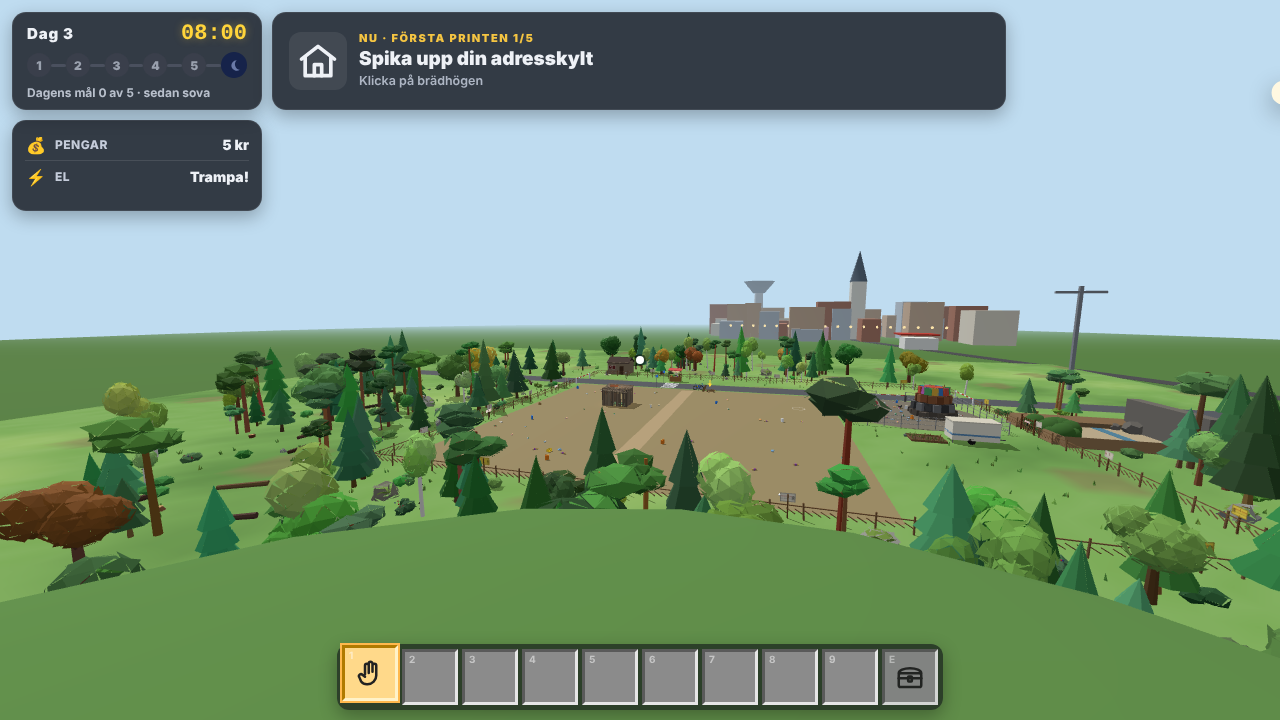 Dag 3 08:00
1 2 3 4 5
Dagens mål 0 av 5 · sedan sova
PENGAR 5 kr
EL Trampa!
NU · FÖRSTA PRINTEN 1/5
Spika upp din adresskylt
Klicka på brädhögen
1 2 3 4 5 6 7 8 9 E